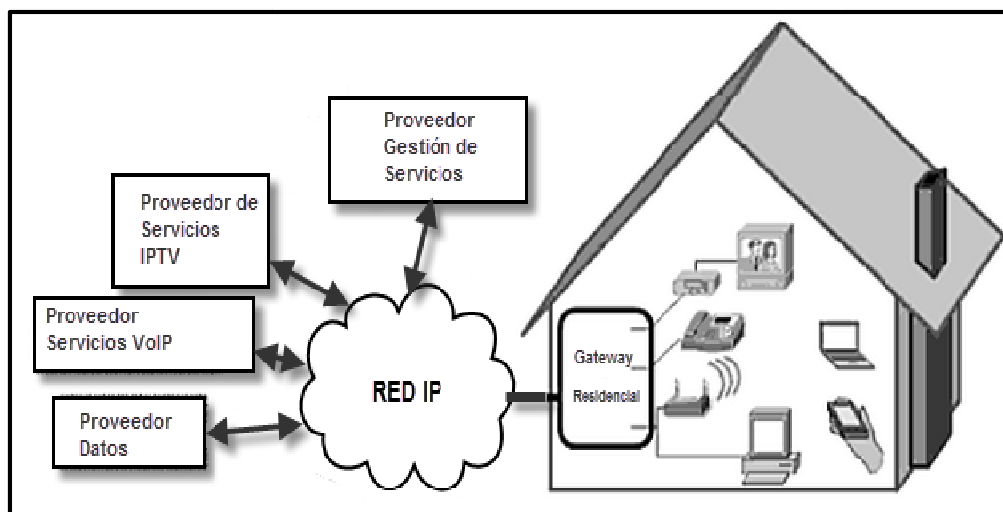 Proveedor
Gestión de
Servicios
Proveedor de
Servicios
IPTV
Proveedor
Servicios VoIP
Proveedor
Datos
RED IP
Gateway
Residencial